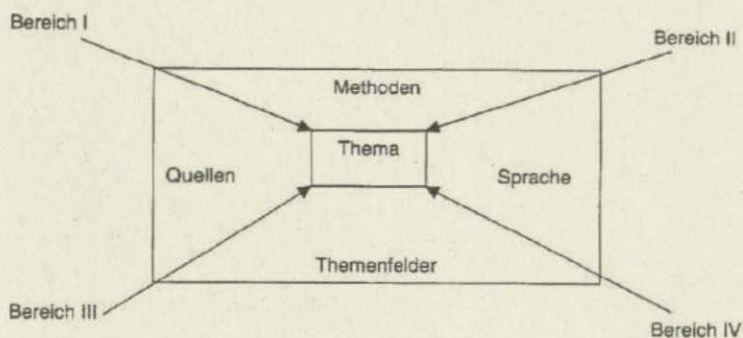 Bereich I
Bereich II
Methoden
Thema
Quellen
Sprache
Themenfelder
Bereich III
Bereich IV